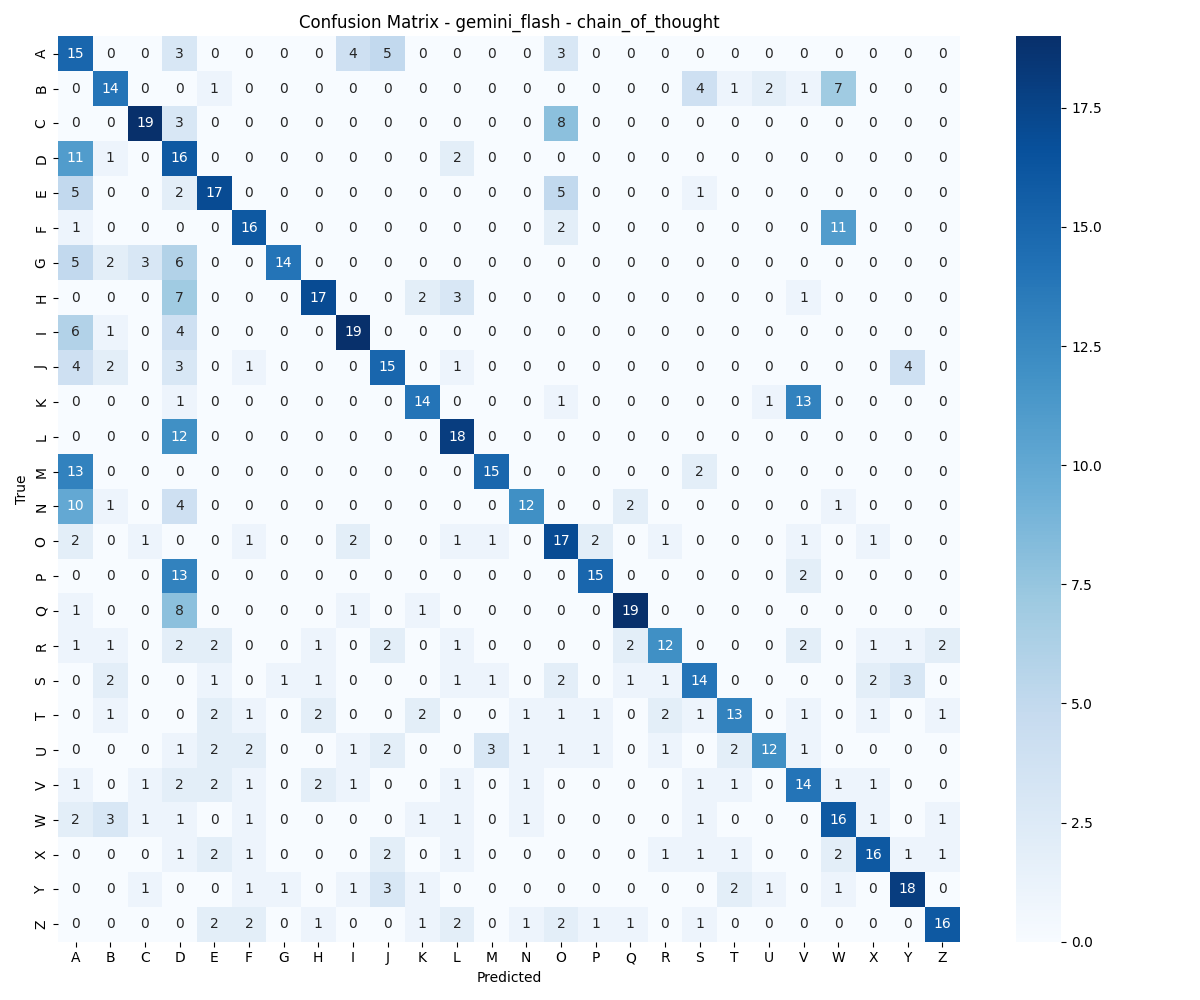 Confusion Matrix - gemini_flash - chain_of_thought
A 15 0 0 3 0 0 0 0 4 5 0 0 0 0 3 0 0 0 0 0 0 0 0 0 0 0
B 0 14 0 0 1 0 0 0 0 0 0 0 0 0 0 0 0 0 4 1 2 1 7 0 0 0
C 0 0 19 3 0 0 0 0 0 0 0 0 0 0 8 0 0 0 0 0 0 0 0 0 0 0
D 11 1 0 16 0 0 0 0 0 0 0 2 0 0 0 0 0 0 0 0 0 0 0 0 0 0
E 5 0 0 2 17 0 0 0 0 0 0 0 0 0 5 0 0 0 1 0 0 0 0 0 0 0
F 1 0 0 0 0 16 0 0 0 0 0 0 0 0 2 0 0 0 0 0 0 0 11 0 0 0
G 5 2 3 6 0 0 14 0 0 0 0 0 0 0 0 0 0 0 0 0 0 0 0 0 0 0
H 0 0 0 7 0 0 0 17 0 0 2 3 0 0 0 0 0 0 0 0 0 1 0 0 0 0
I 6 1 0 4 0 0 0 0 19 0 0 0 0 0 0 0 0 0 0 0 0 0 0 0 0 0
J 4 2 0 3 0 1 0 0 0 15 0 1 0 0 0 0 0 0 0 0 0 0 0 0 4 0
K 0 0 0 1 0 0 0 0 0 0 14 0 0 0 1 0 0 0 0 0 1 13 0 0 0 0
L 0 0 0 12 0 0 0 0 0 0 0 18 0 0 0 0 0 0 0 0 0 0 0 0 0 0
M 13 0 0 0 0 0 0 0 0 0 0 0 15 0 0 0 0 0 2 0 0 0 0 0 0 0
N 10 1 0 4 0 0 0 0 0 0 0 0 0 12 0 0 2 0 0 0 0 0 1 0 0 0
O 2 0 1 0 0 1 0 0 2 0 0 1 1 0 17 2 0 1 0 0 0 1 0 1 0 0
P 0 0 0 13 0 0 0 0 0 0 0 0 0 0 0 15 0 0 0 0 0 2 0 0 0 0
Q 1 0 0 8 0 0 0 0 1 0 1 0 0 0 0 0 19 0 0 0 0 0 0 0 0 0
R 1 1 0 2 2 0 0 1 0 2 0 1 0 0 0 0 2 12 0 0 0 2 0 1 1 2
S 0 2 0 0 1 0 1 1 0 0 0 1 1 0 2 0 1 1 14 0 0 0 0 2 3 0
T 0 1 0 0 2 1 0 2 0 0 2 0 0 1 1 1 0 2 1 13 0 1 0 1 0 1
U 0 0 0 1 2 2 0 0 1 2 0 0 3 1 1 1 0 1 0 2 12 1 0 0 0 0
V 1 0 1 2 2 1 0 2 1 0 0 1 0 1 0 0 0 0 1 1 0 14 1 1 0 0
W 2 3 1 1 0 1 0 0 0 0 1 1 0 1 0 0 0 0 1 0 0 0 16 1 0 1
X 0 0 0 1 2 1 0 0 0 2 0 1 0 0 0 0 0 1 1 1 0 0 2 16 1 1
Y 0 0 1 0 0 1 1 0 1 3 1 0 0 0 0 0 0 0 0 2 1 0 1 0 18 0
Z 0 0 0 0 2 2 0 1 0 0 1 2 0 1 2 1 1 0 1 0 0 0 0 0 0 16
A B C D E F G H I J K L M N O P Q R S T U V W X Y Z
True
Predicted
17.5
15.0
12.5
10.0
7.5
5.0
2.5
0.0